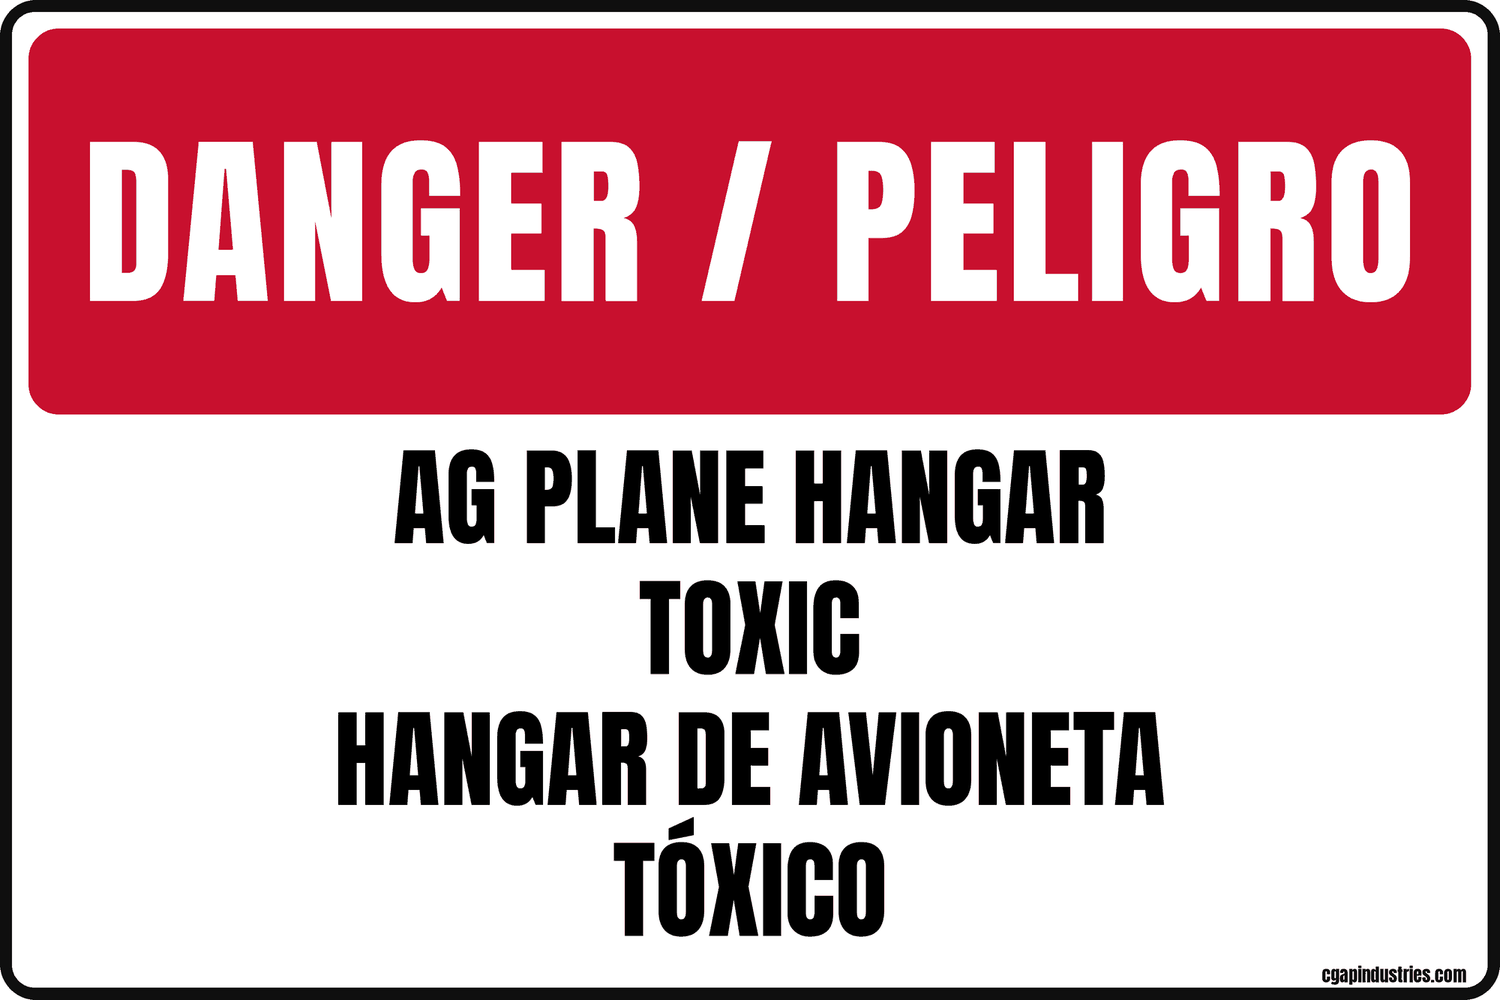 DANGER / PELIGRO
AG PLANE HANGAR
TOXIC
HANGAR DE AVIONETA
TÓXICO
cgapindustries.com